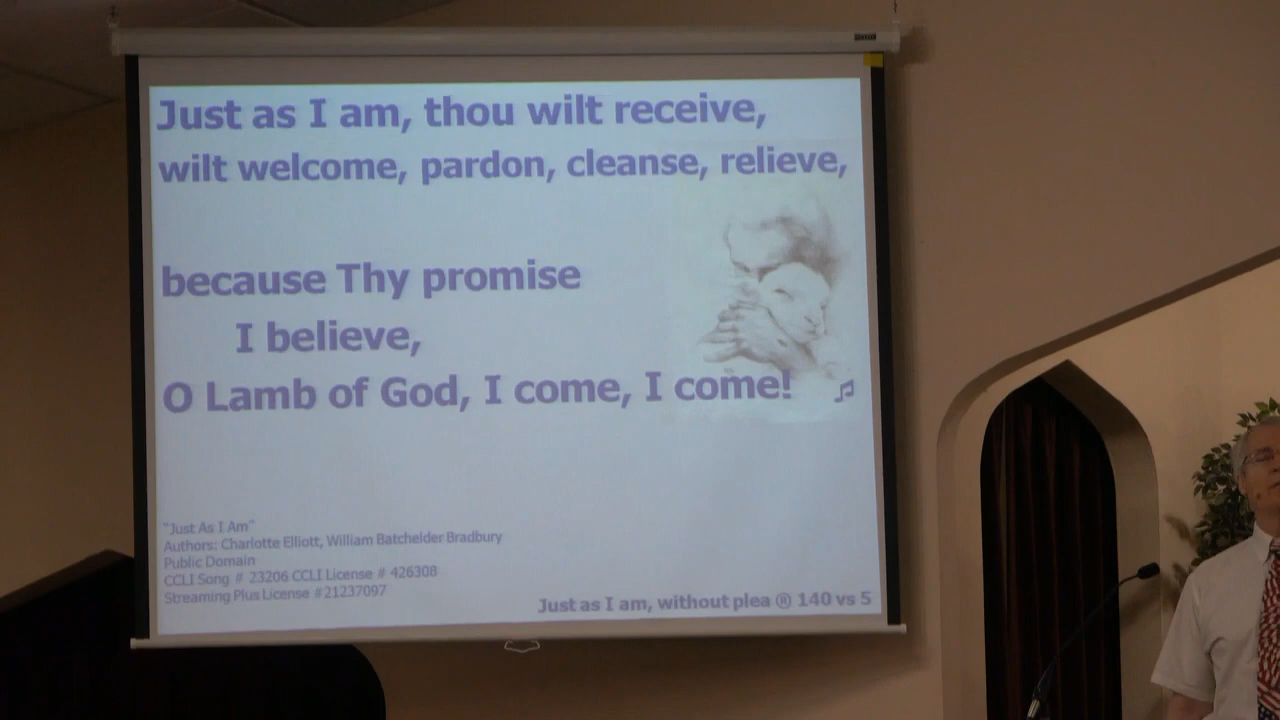 Just as I am, thou wilt receive,
wilt welcome, pardon, cleanse, relieve,
because Thy promise
I believe,
O Lamb of God, I come, I come!
"Just As I Am"
Authors: Charlotte Elliott, William Batchelder Bradbury
Public Domain
CCLI Song # 23206 CCLI License # 426308
Streaming Plus License #21237097
Just as I am, without plea ® 140 vs 5